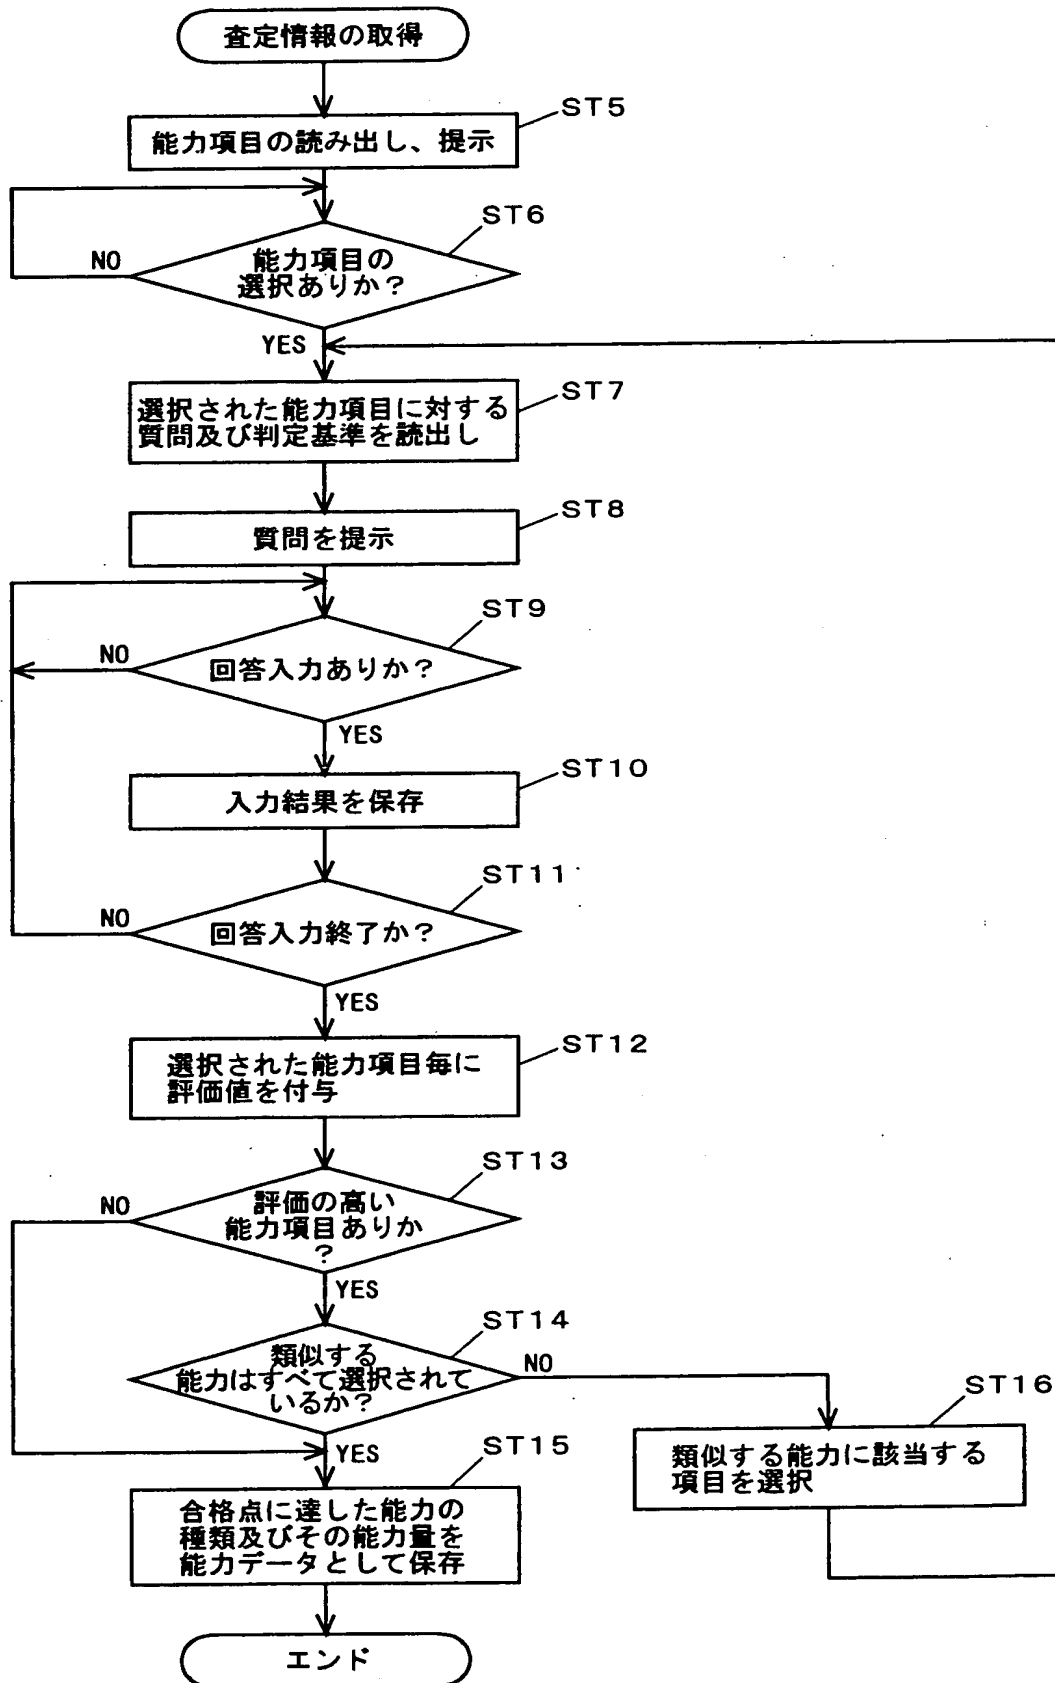 査定情報の取得
ST5
能力項目の読み出し、提示
ST6
NO
能力項目の
選択ありか？
YES
ST7
選択された能力項目に対する
質問及び判定基準を読出し
ST8
質問を提示
ST9
NO
回答入力ありか？
YES
ST10
入力結果を保存
ST11
NO
回答入力終了か？
YES
ST12
選択された能力項目毎に
評価値を付与
ST13
NO
評価の高い
能力項目ありか
？
YES
ST14
類似する
能力はすべて選択されて
いるか？
NO
YES
ST16
類似する能力に該当する
項目を選択
ST15
合格点に達した能力の
種類及びその能力量を
能力データとして保存
エンド